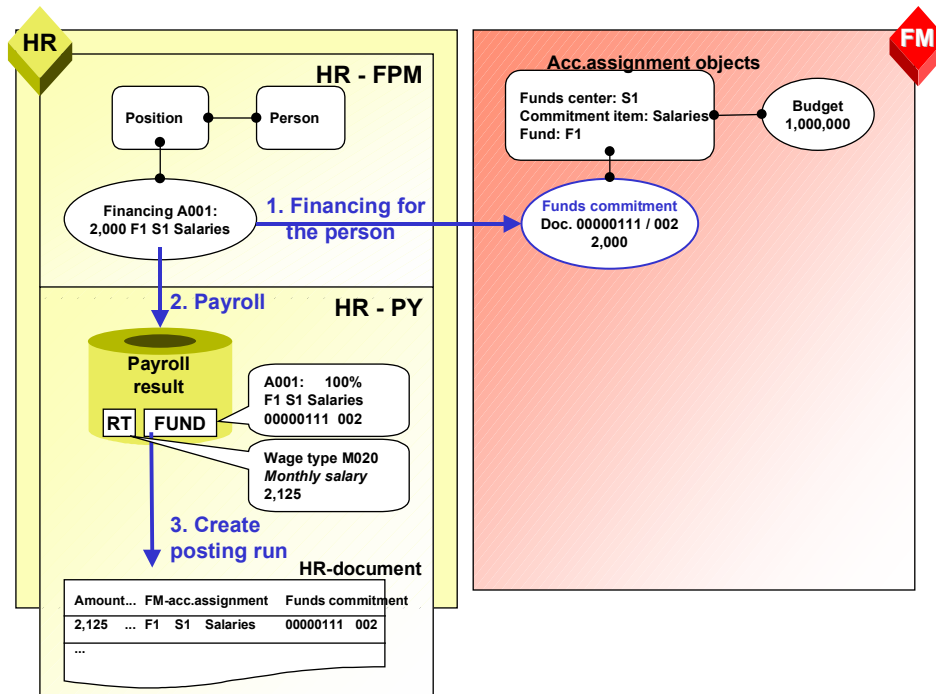 HR
HR - FPM
Position
Person
Financing A001:
2,000 F1 S1 Salaries
1. Financing for
the person
FM
Acc.assignment objects
Funds center: S1
Commitment item: Salaries
Fund: F1
Budget
1,000,000
Funds commitment
Doc. 00000111 / 002
2,000
2. Payroll
HR - PY
Payroll
result
RT
FUND
A001: 100%
F1 S1 Salaries
00000111 002
Wage type M020
Monthly salary
2,125
3. Create
posting run
HR-document
Amount... FM-acc.assignment Funds commitment
2,125 ... F1 S1 Salaries 00000111 002
...